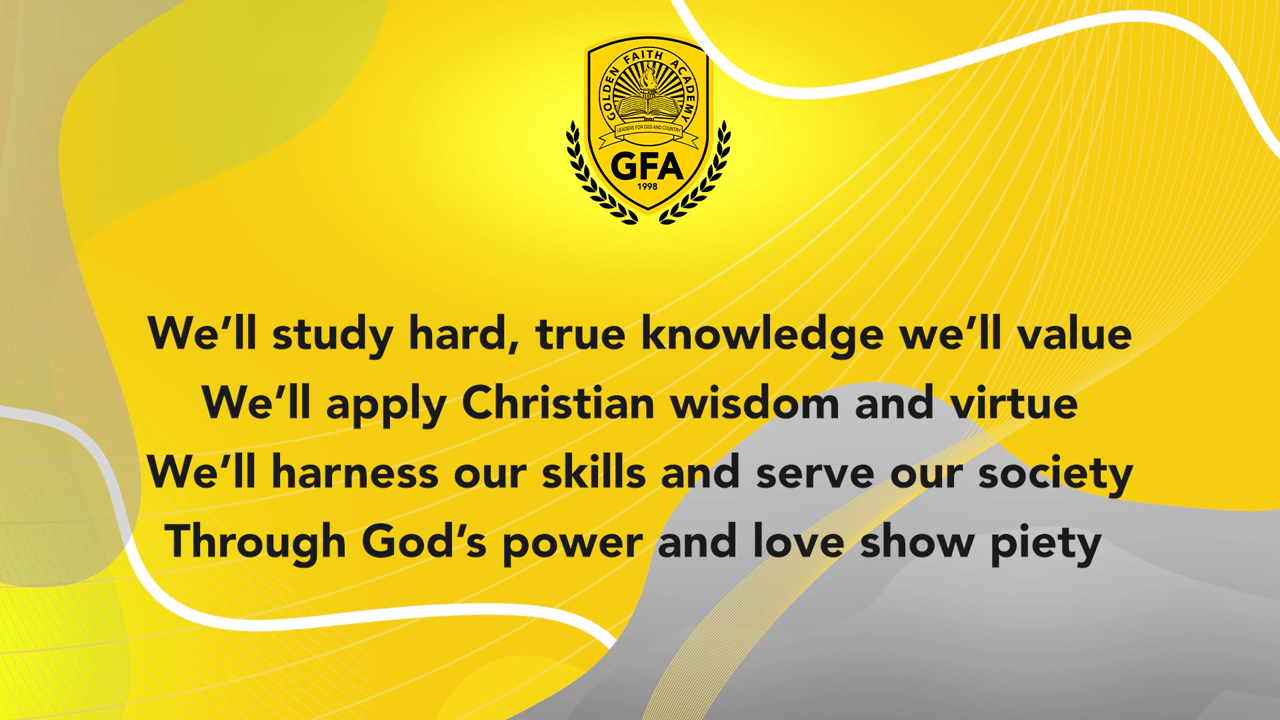 GOLDEN FAITH ACADEMY
LEADERS FOR GOD AND COUNTRY
GFA
1998
We’ll study hard, true knowledge we’ll value
We’ll apply Christian wisdom and virtue
We’ll harness our skills and serve our society
Through God’s power and love show piety